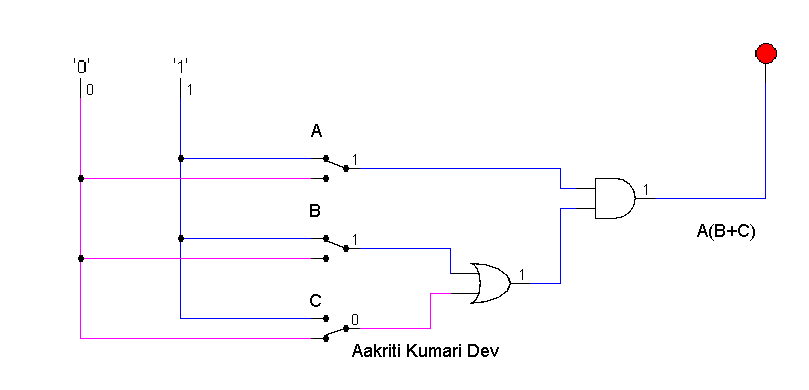 '0' '1'
0 1
A
1
1
B
A(B+C)
1
1
C
0
Aakriti Kumari Dev